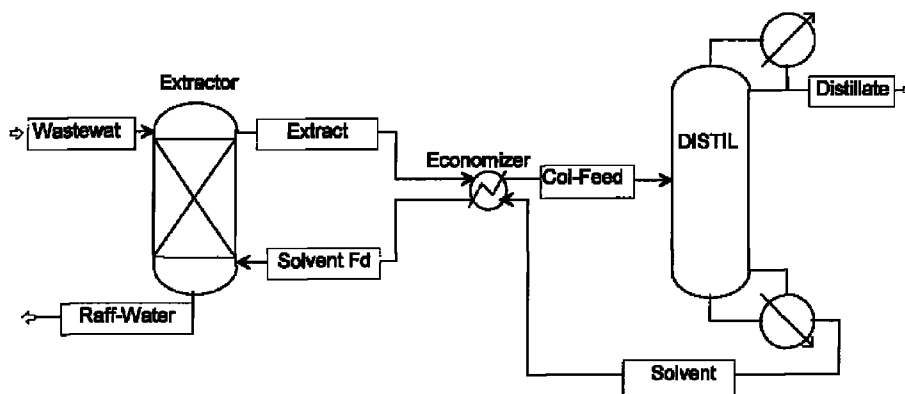 Extractor
Wastewat
Extract
Economizer
Col-Feed
DISTIL
Distillate
Solvent Fd
Raff-Water
Solvent